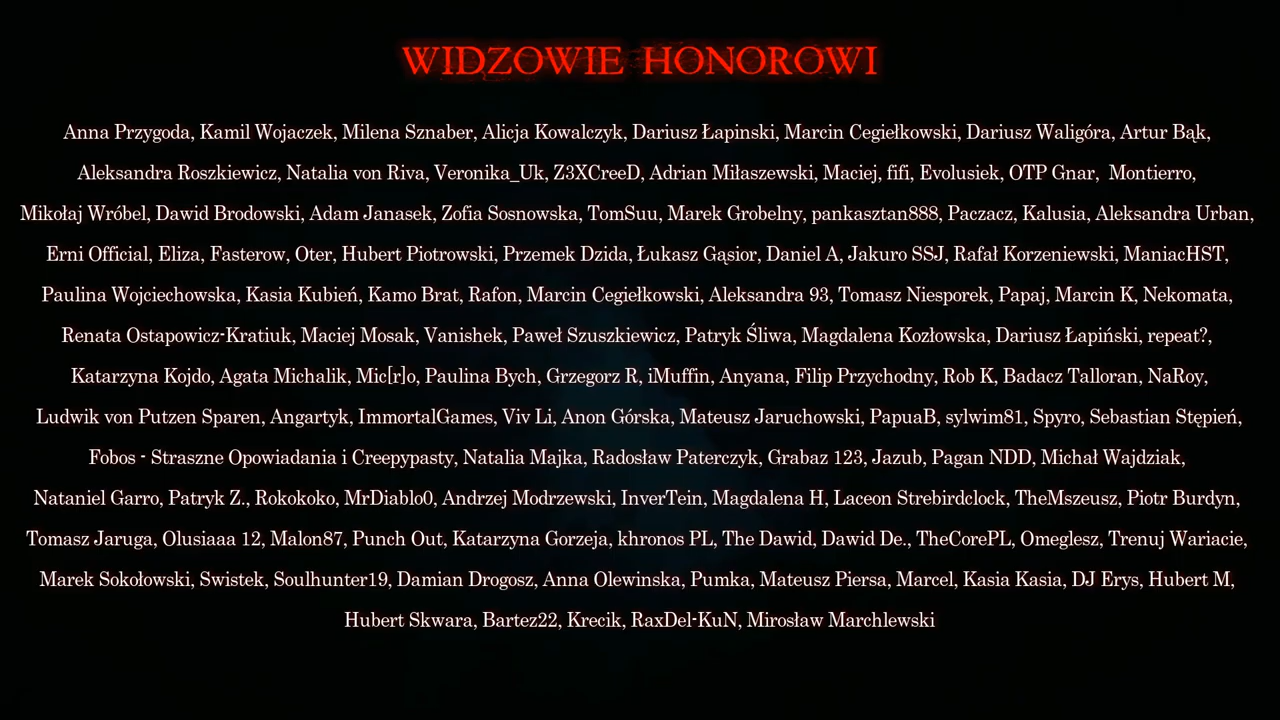 WIDZOWIE HONOROWI
Anna Przygoda, Kamil Wojaczek, Milena Sznaber, Alicja Kowalczyk, Dariusz Łapinski, Marcin Cegiełkowski, Dariusz Waligóra, Artur Bąk,
Aleksandra Roszkiewicz, Natalia von Riva, Veronika_Uk, Z3XCreeD, Adrian Miłaszewski, Maciej, fifi, Evolusiek, OTP Gnar,  Montierro,
Mikołaj Wróbel, Dawid Brodowski, Adam Janasek, Zofia Sosnowska, TomSuu, Marek Grobelny, pankasztan888, Paczacz, Kalusia, Aleksandra Urban,
Erni Official, Eliza, Fasterow, Oter, Hubert Piotrowski, Przemek Dzida, Łukasz Gąsior, Daniel A, Jakuro SSJ, Rafał Korzeniewski, ManiacHST,
Paulina Wojciechowska, Kasia Kubień, Kamo Brat, Rafon, Marcin Cegiełkowski, Aleksandra 93, Tomasz Niesporek, Papaj, Marcin K, Nekomata,
Renata Ostapowicz-Kratiuk, Maciej Mosak, Vanishek, Paweł Szuszkiewicz, Patryk Śliwa, Magdalena Kozłowska, Dariusz Łapiński, repeat?,
Katarzyna Kojdo, Agata Michalik, Mic[r]o, Paulina Bych, Grzegorz R, iMuffin, Anyana, Filip Przychodny, Rob K, Badacz Talloran, NaRoy,
Ludwik von Putzen Sparen, Angartyk, ImmortalGames, Viv Li, Anon Górska, Mateusz Jaruchowski, PapuaB, sylwim81, Spyro, Sebastian Stępień,
Fobos - Straszne Opowiadania i Creepypasty, Natalia Majka, Radosław Paterczyk, Grabaz 123, Jazub, Pagan NDD, Michał Wajdziak,
Nataniel Garro, Patryk Z., Rokokoko, MrDiablo0, Andrzej Modrzewski, InverTein, Magdalena H, Laceon Strebirdclock, TheMszeusz, Piotr Burdyn,
Tomasz Jaruga, Olusiaaa 12, Malon87, Punch Out, Katarzyna Gorzeja, khronos PL, The Dawid, Dawid De., TheCorePL, Omeglesz, Trenuj Wariacie,
Marek Sokołowski, Swistek, Soulhunter19, Damian Drogosz, Anna Olewinska, Pumka, Mateusz Piersa, Marcel, Kasia Kasia, DJ Erys, Hubert M,
Hubert Skwara, Bartez22, Krecik, RaxDel-KuN, Mirosław Marchlewski